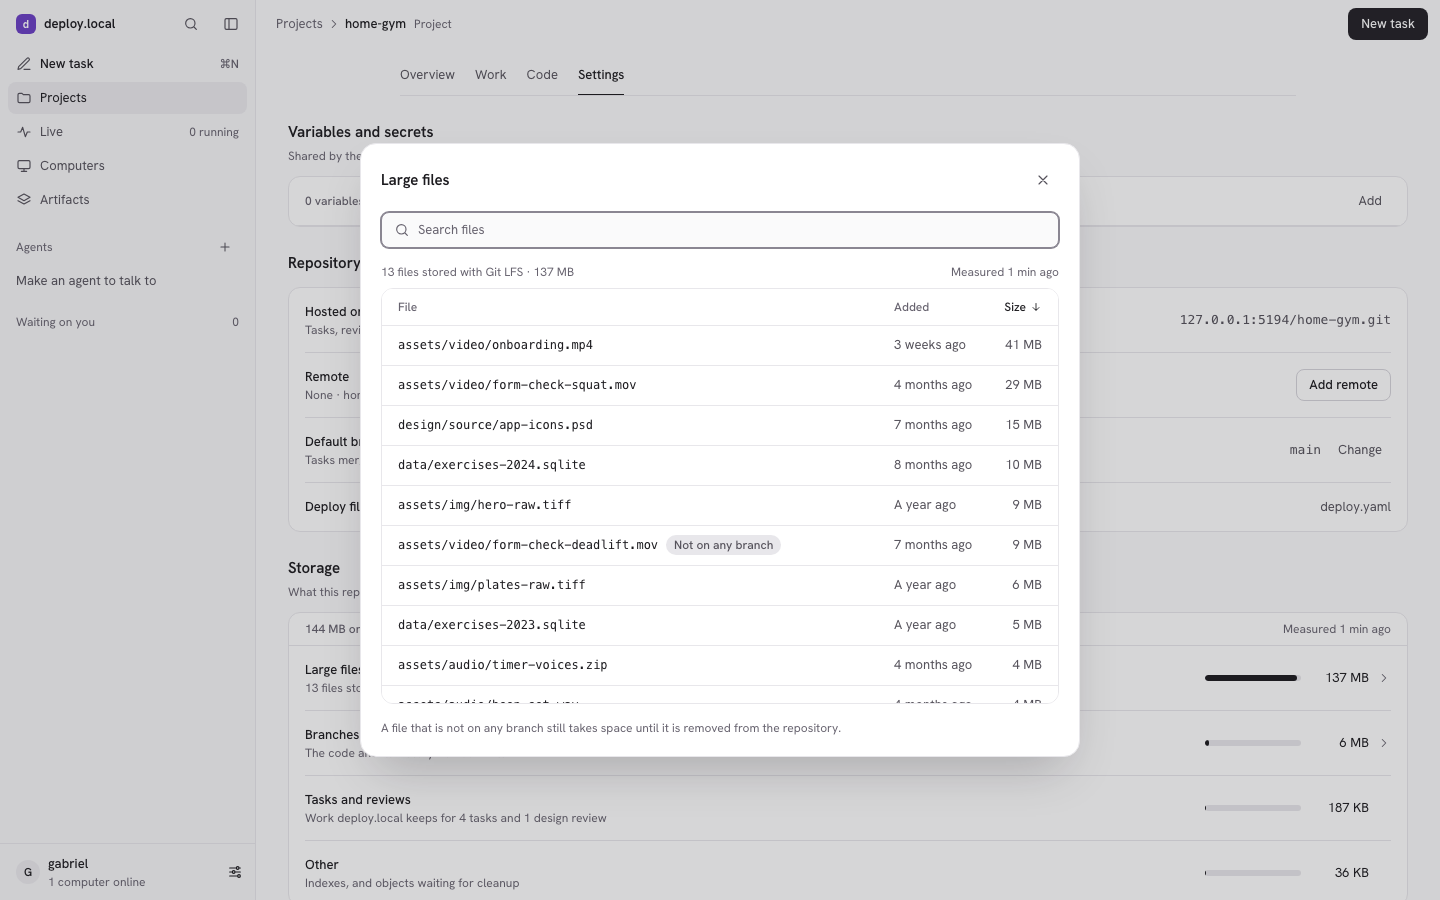 d deploy.local
New task ⌘N
Projects
Live 0 running
Computers
Artifacts
Agents
Make an agent to talk to
Waiting on you 0
G gabriel
1 computer online
Projects > home-gym Project
New task
Overview Work Code Settings
Variables and secrets
Shared by the
0 variables
Add
Repository
Hosted on
Tasks, revi
127.0.0.1:5194/home-gym.git
Remote
None · hom
Add remote
Default br
Tasks mer
main Change
Deploy fil
deploy.yaml
Storage
What this rep
144 MB on
Measured 1 min ago
Large files
13 files sto
137 MB
Branches
The code an
6 MB
Tasks and reviews
Work deploy.local keeps for 4 tasks and 1 design review
187 KB
Other
Indexes, and objects waiting for cleanup
36 KB
Large files
Search files
13 files stored with Git LFS · 137 MB Measured 1 min ago
File Added Size ↓
assets/video/onboarding.mp4 3 weeks ago 41 MB
assets/video/form-check-squat.mov 4 months ago 29 MB
design/source/app-icons.psd 7 months ago 15 MB
data/exercises-2024.sqlite 8 months ago 10 MB
assets/img/hero-raw.tiff A year ago 9 MB
assets/video/form-check-deadlift.mov Not on any branch 7 months ago 9 MB
assets/img/plates-raw.tiff A year ago 6 MB
data/exercises-2023.sqlite A year ago 5 MB
assets/audio/timer-voices.zip 4 months ago 4 MB
4 months ago 4 MB
A file that is not on any branch still takes space until it is removed from the repository.